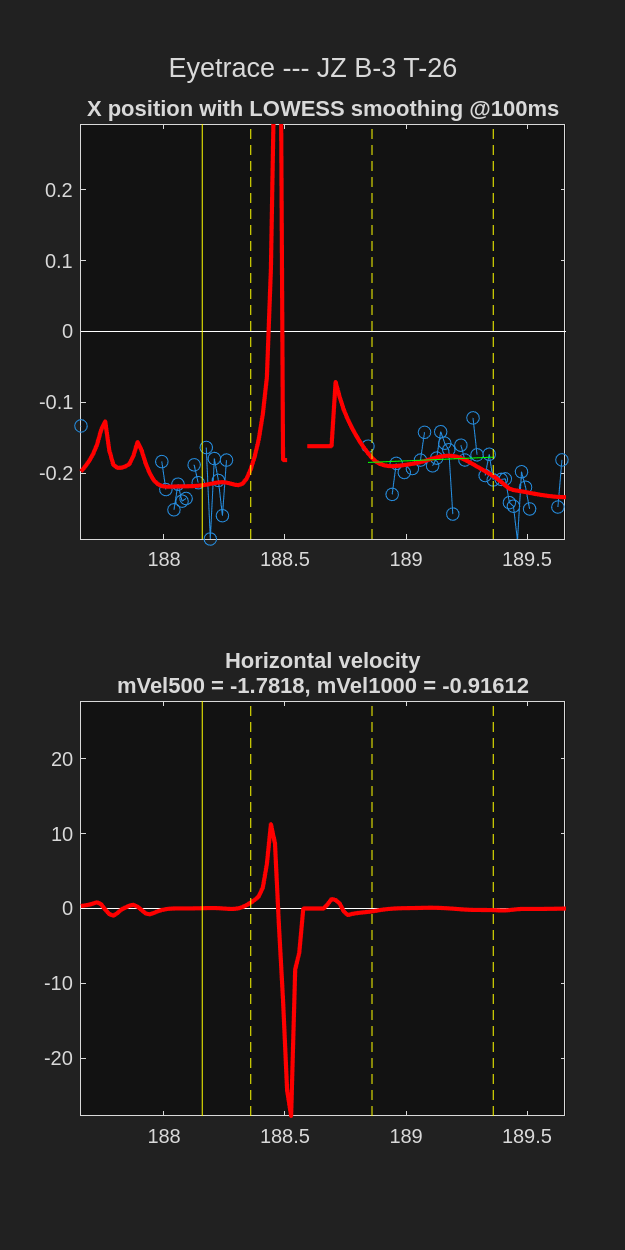 Eyetrace --- JZ B-3 T-26
X position with LOWESS smoothing @100ms
0.2
0.1
0
-0.1
-0.2
188 188.5 189 189.5
Horizontal velocity
mVel500 = -1.7818, mVel1000 = -0.91612
20
10
0
-10
-20
188 188.5 189 189.5